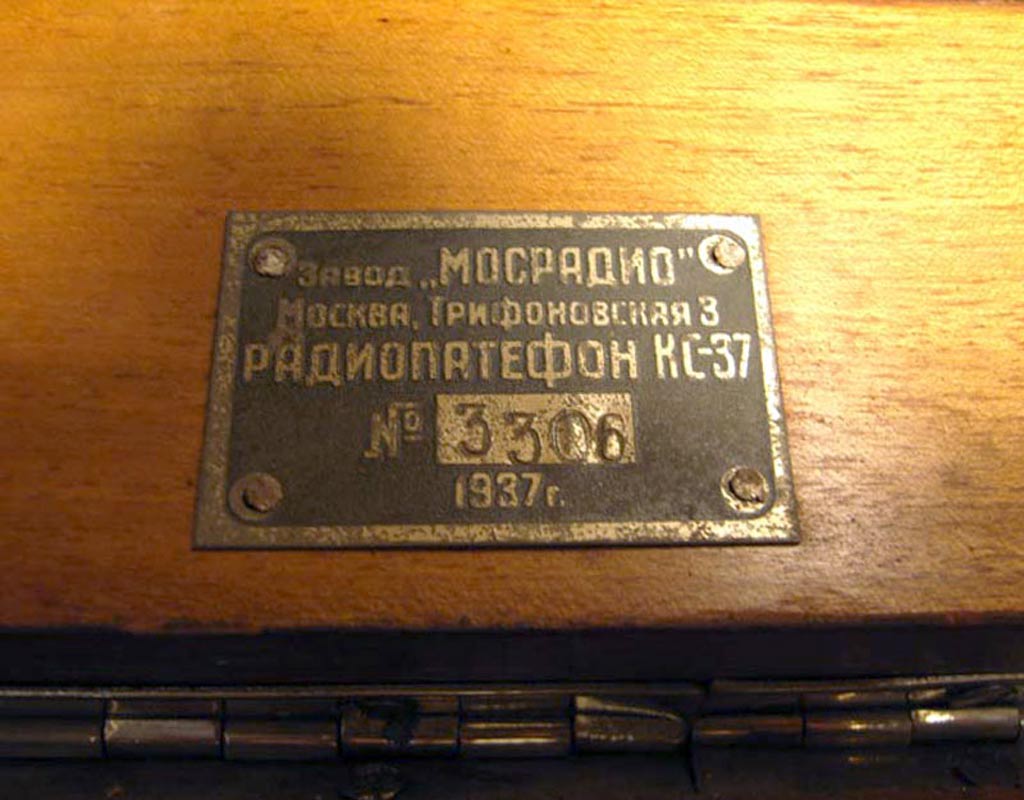 Завод „МОСРАДИО"
Москва, Трифоновская 3
РАДИОПАТЕФОН КС-37
№ 3306
1937г.